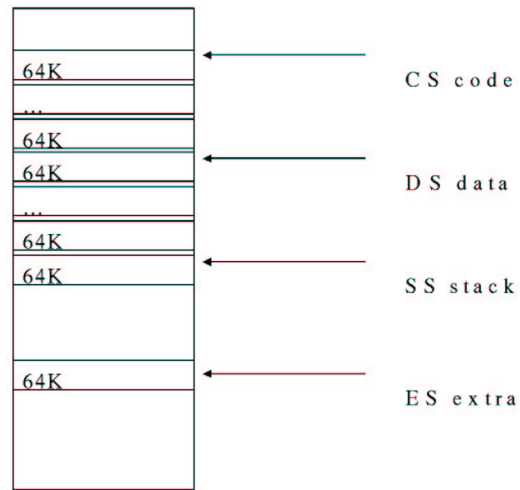 64K
CS code
...
64K
64K
DS data
...
64K
64K
SS stack
64K
ES extra